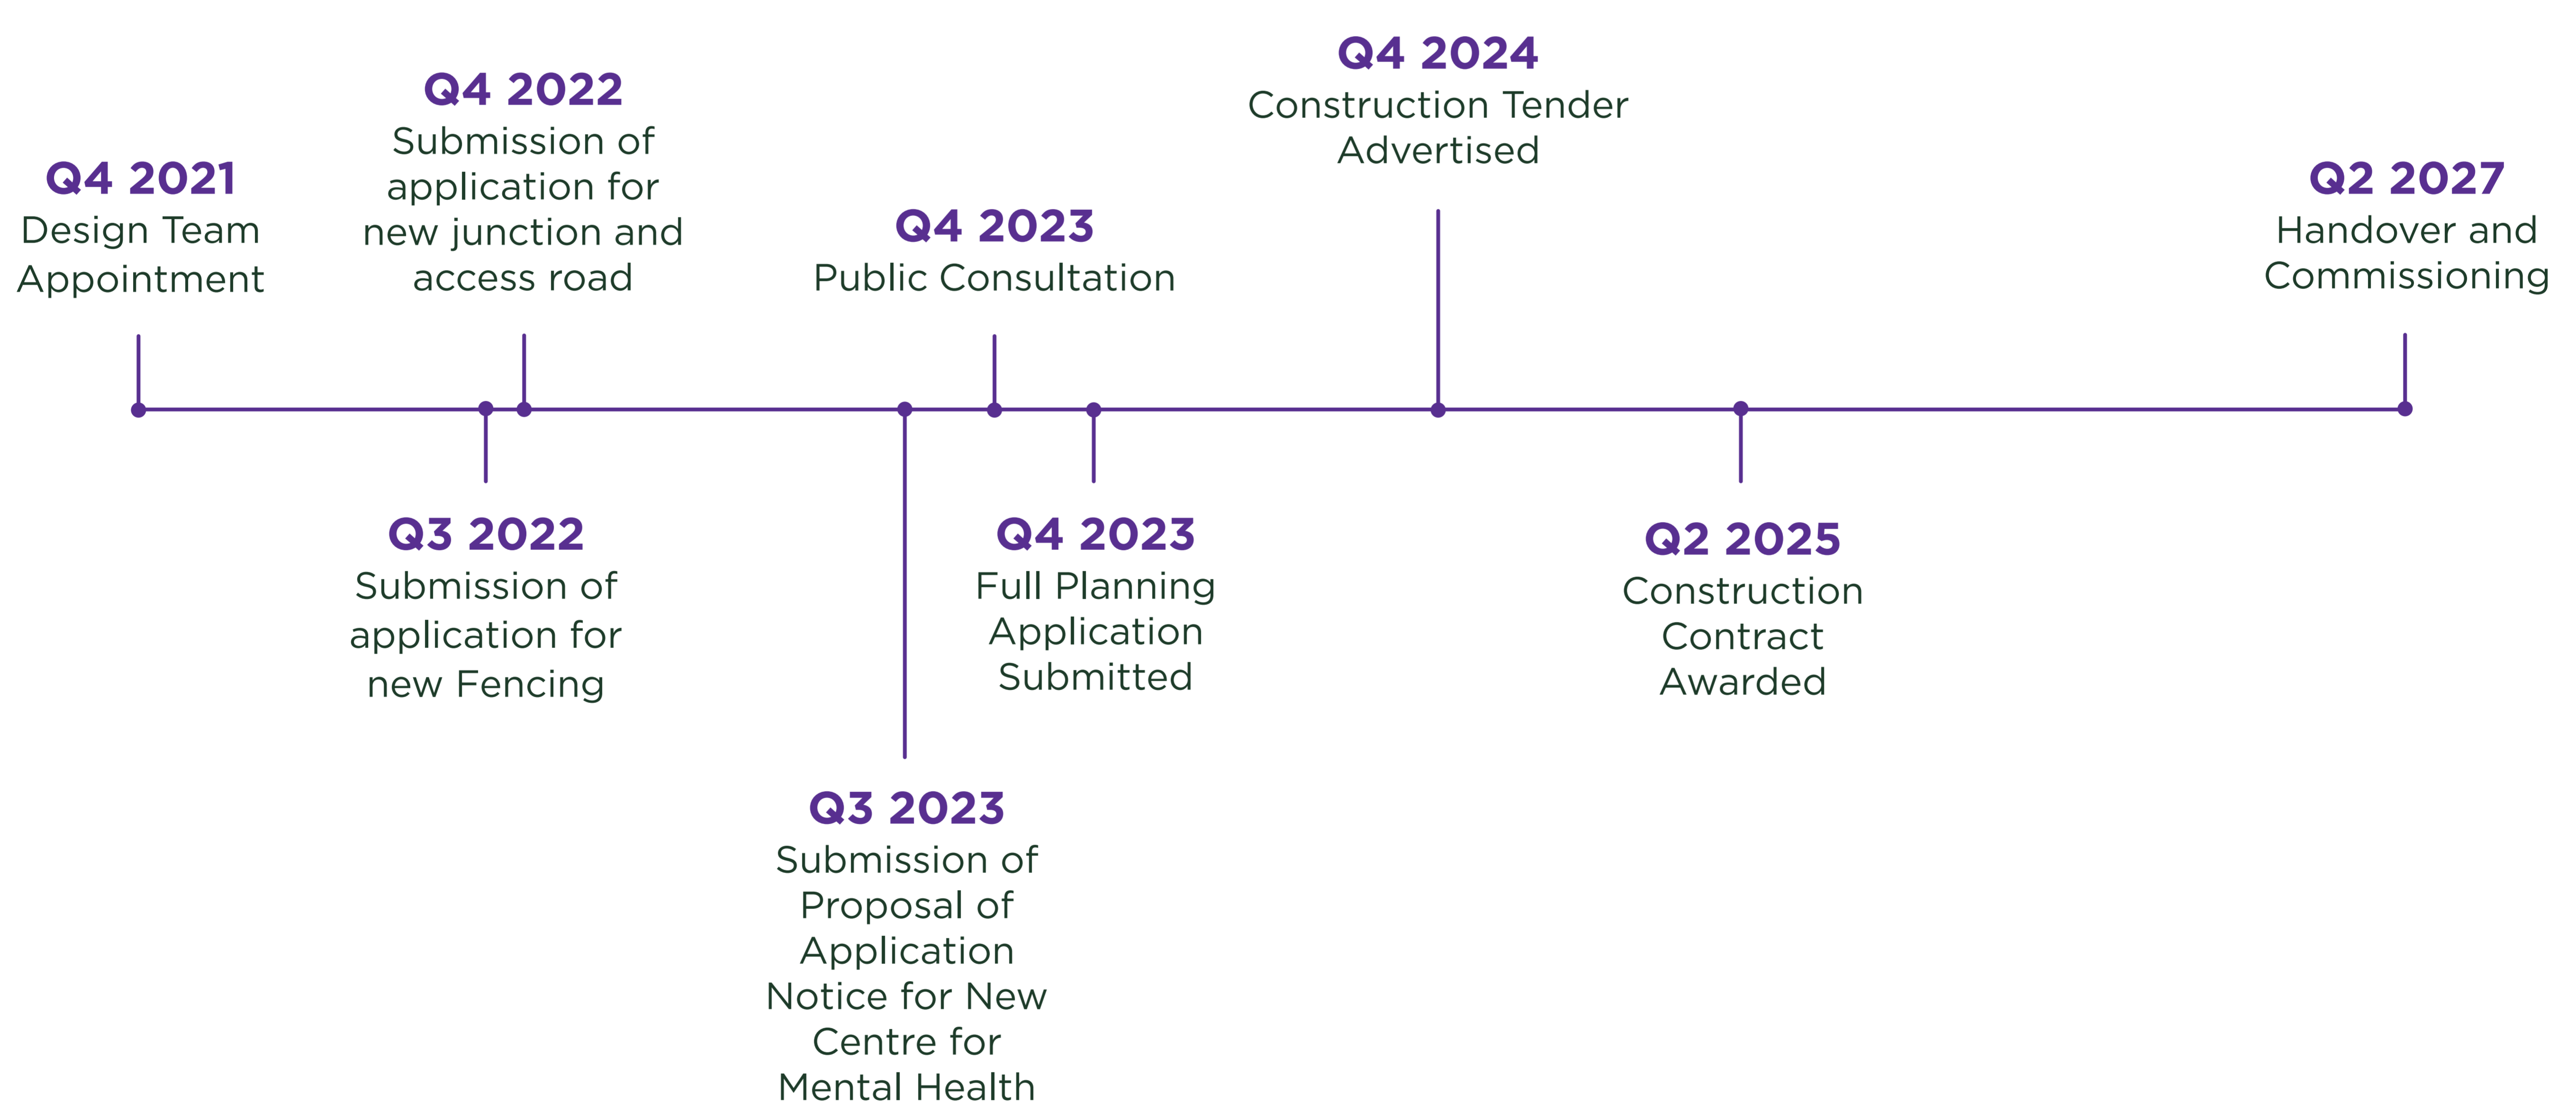 Q4 2021
Design Team
Appointment
Q3 2022
Submission of
application for
new Fencing
Q4 2022
Submission of
application for
new junction and
access road
Q3 2023
Submission of
Proposal of
Application
Notice for New
Centre for
Mental Health
Q4 2023
Public Consultation
Q4 2023
Full Planning
Application
Submitted
Q4 2024
Construction Tender
Advertised
Q2 2025
Construction
Contract
Awarded
Q2 2027
Handover and
Commissioning